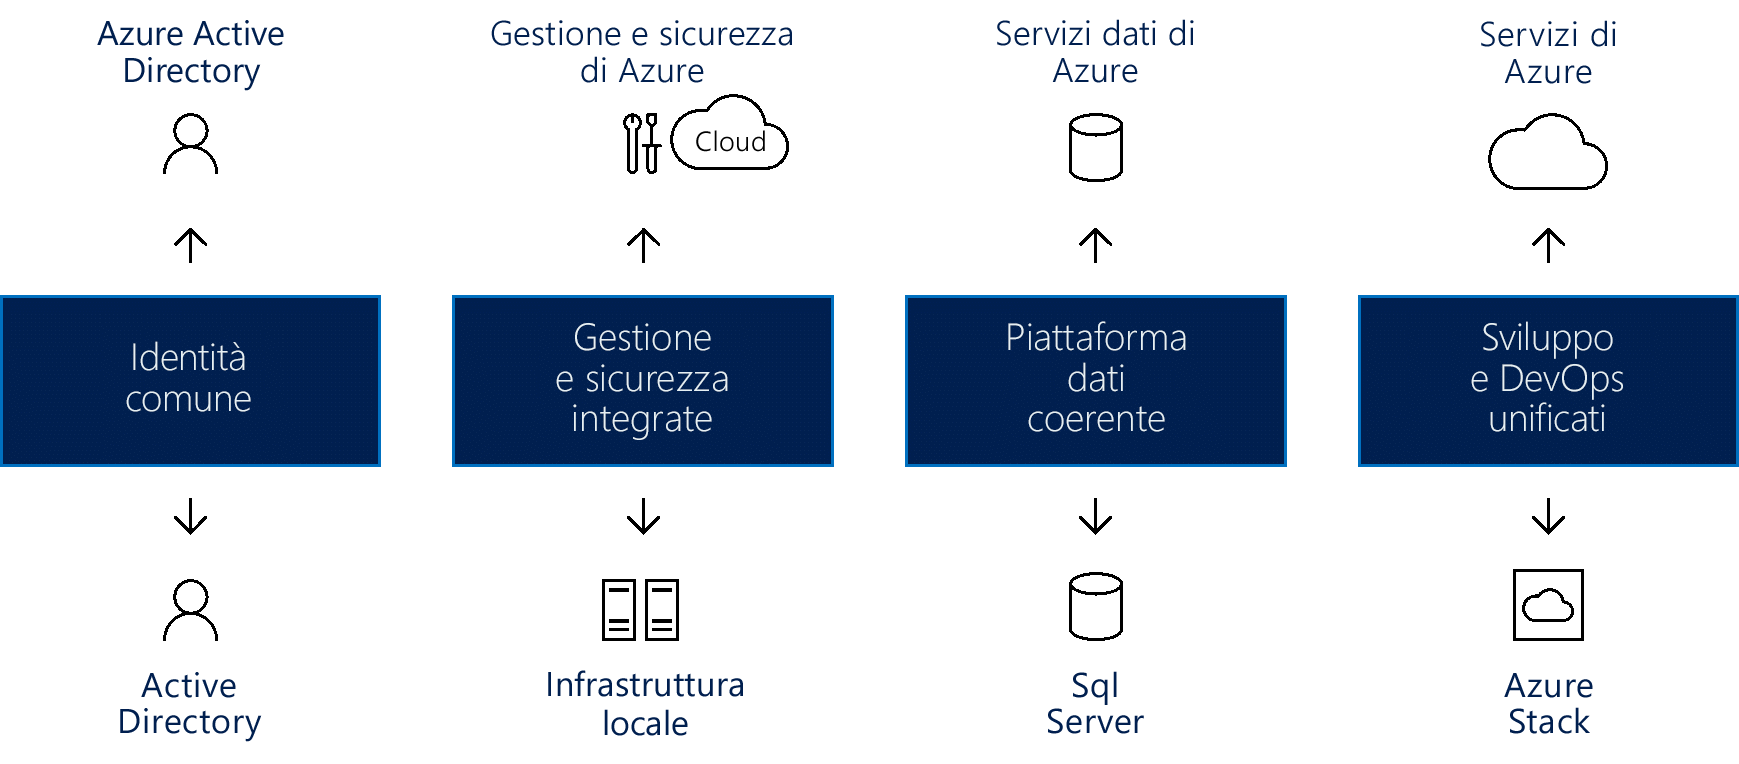 Azure Active
Directory
Gestione e sicurezza
di Azure
Servizi dati di
Azure
Servizi di
Azure
Cloud
Identità
comune
Gestione
e sicurezza
integrate
Piattaforma
dati
coerente
Sviluppo
e DevOps
unificati
Active
Directory
Infrastruttura
locale
Sql
Server
Azure
Stack